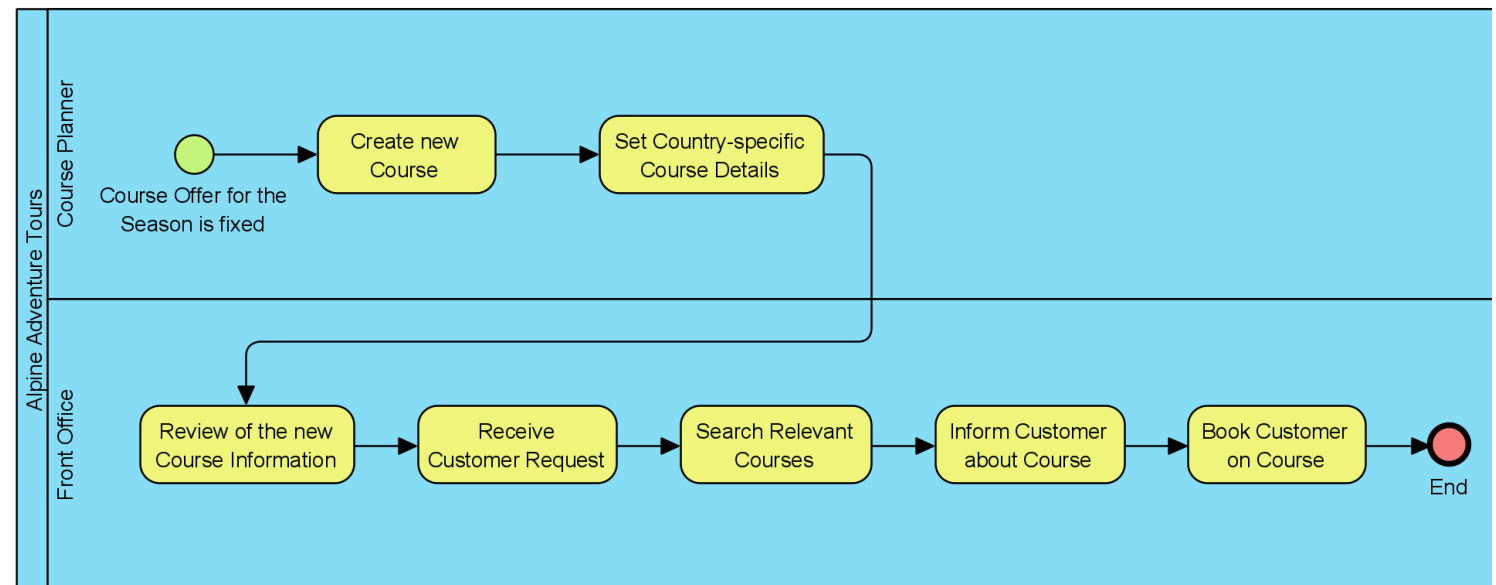 Alpine Adventure Tours
Course Planner
Course Offer for the
Season is fixed
Create new
Course
Set Country-specific
Course Details
Front Office
Review of the new
Course Information
Receive
Customer Request
Search Relevant
Courses
Inform Customer
about Course
Book Customer
on Course
End